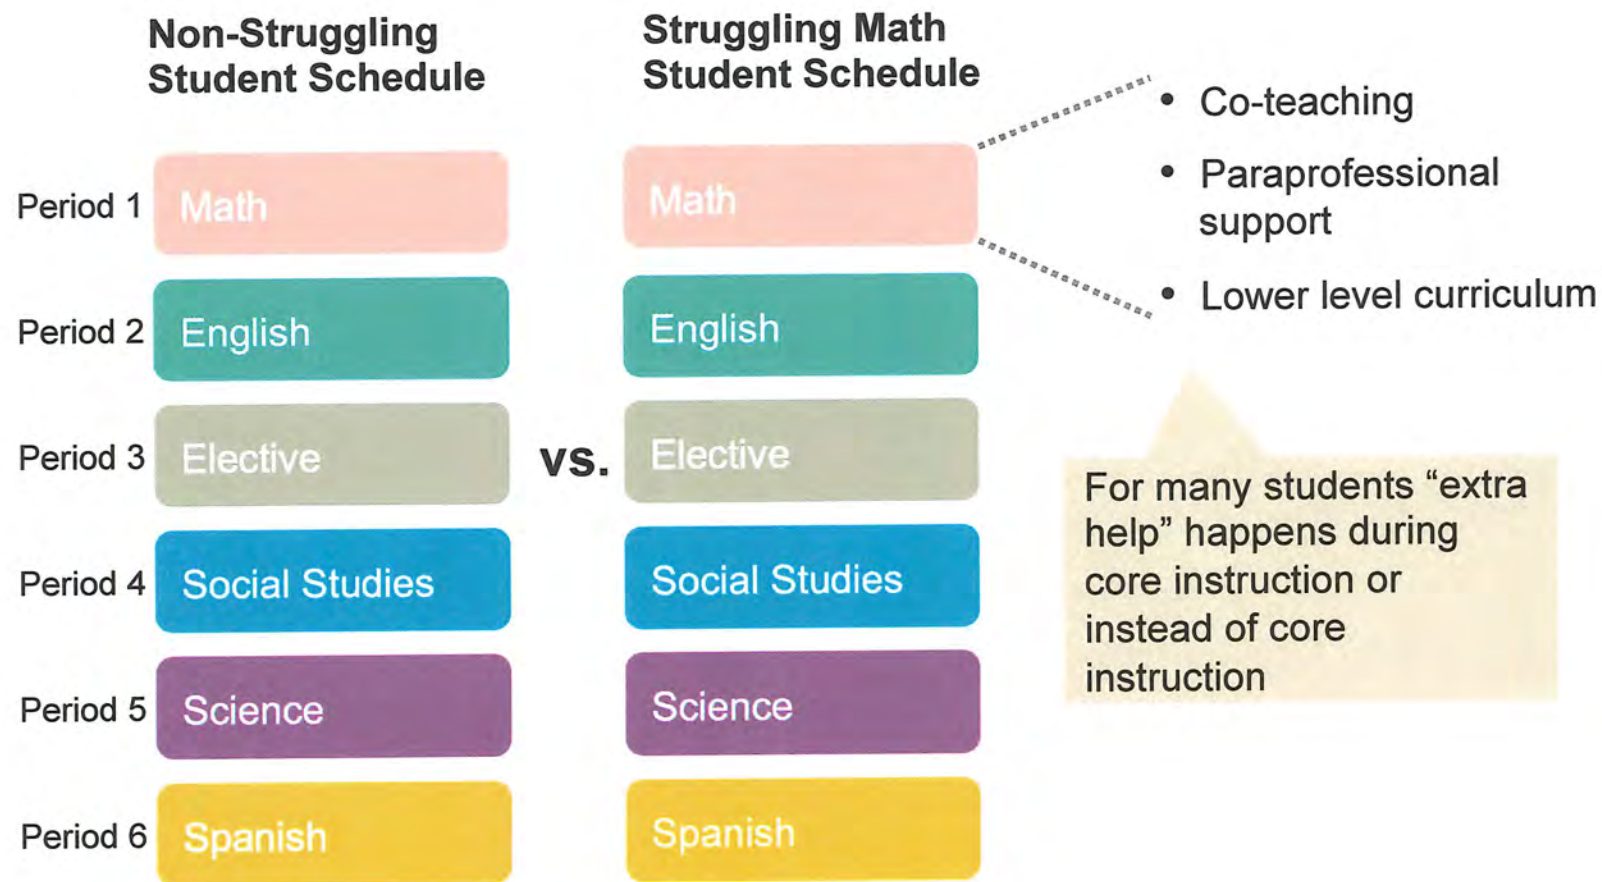 Non-Struggling
Student Schedule
Struggling Math
Student Schedule
Period 1
Math
Math
Period 2
English
English
Period 3
Elective
vs.
Elective
Period 4
Social Studies
Social Studies
Period 5
Science
Science
Period 6
Spanish
Spanish
• Co-teaching
• Paraprofessional
support
• Lower level curriculum
For many students “extra
help” happens during
core instruction or
instead of core
instruction